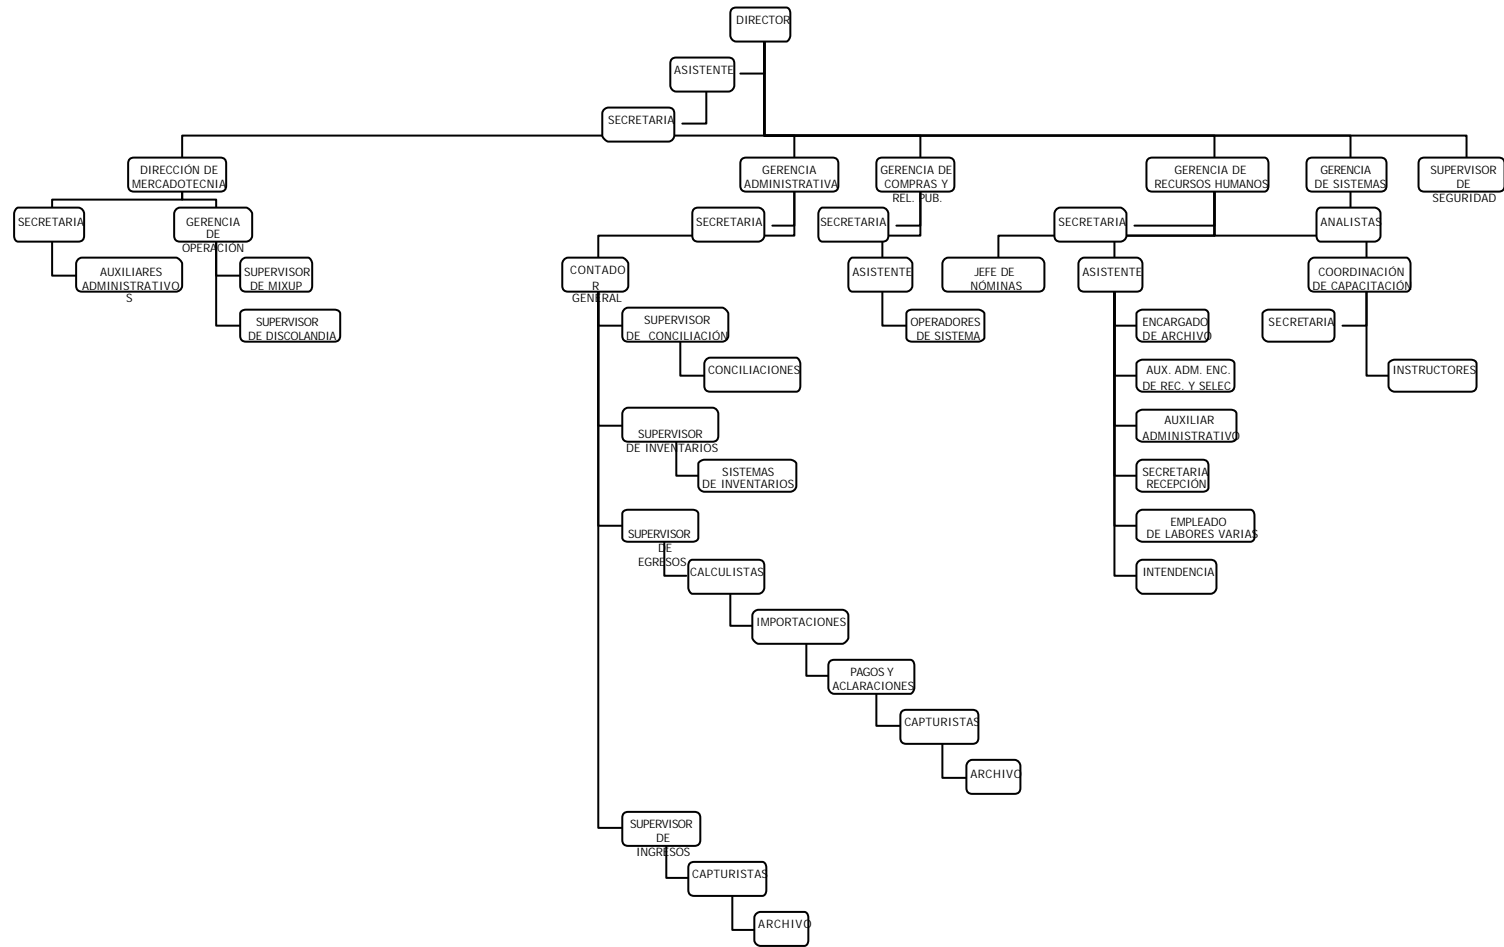 DIRECTOR
ASISTENTE
SECRETARIA
DIRECCIÓN DE
MERCADOTECNIA
GERENCIA
ADMINISTRATIVA
GERENCIA DE
COMPRAS Y
REL. PUB.
GERENCIA DE
RECURSOS HUMANOS
GERENCIA
DE SISTEMAS
SUPERVISOR
DE
SEGURIDAD
SECRETARIA
GERENCIA
DE
OPERACIÓN
SECRETARIA
SECRETARIA
SECRETARIA
ANALISTAS
AUXILIARES
ADMINISTRATIVO
S
SUPERVISOR
DE MIXUP
CONTADO
R
GENERAL
ASISTENTE
JEFE DE
NÓMINAS
ASISTENTE
COORDINACIÓN
DE CAPACITACIÓN
SUPERVISOR
DE DISCOLANDIA
SUPERVISOR
DE CONCILIACIÓN
OPERADORES
DE SISTEMA
ENCARGADO
DE ARCHIVO
SECRETARIA
CONCILIACIONES
AUX. ADM. ENC.
DE REC. Y SELEC
INSTRUCTORES
SUPERVISOR
DE INVENTARIOS
AUXILIAR
ADMINISTRATIVO
SISTEMAS
DE INVENTARIOS
SECRETARIA
RECEPCIÓN
SUPERVISOR
DE
EGRESOS
EMPLEADO
DE LABORES VARIAS
CALCULISTAS
INTENDENCIA
IMPORTACIONES
PAGOS Y
ACLARACIONES
CAPTURISTAS
ARCHIVO
SUPERVISOR
DE
INGRESOS
CAPTURISTAS
ARCHIVO